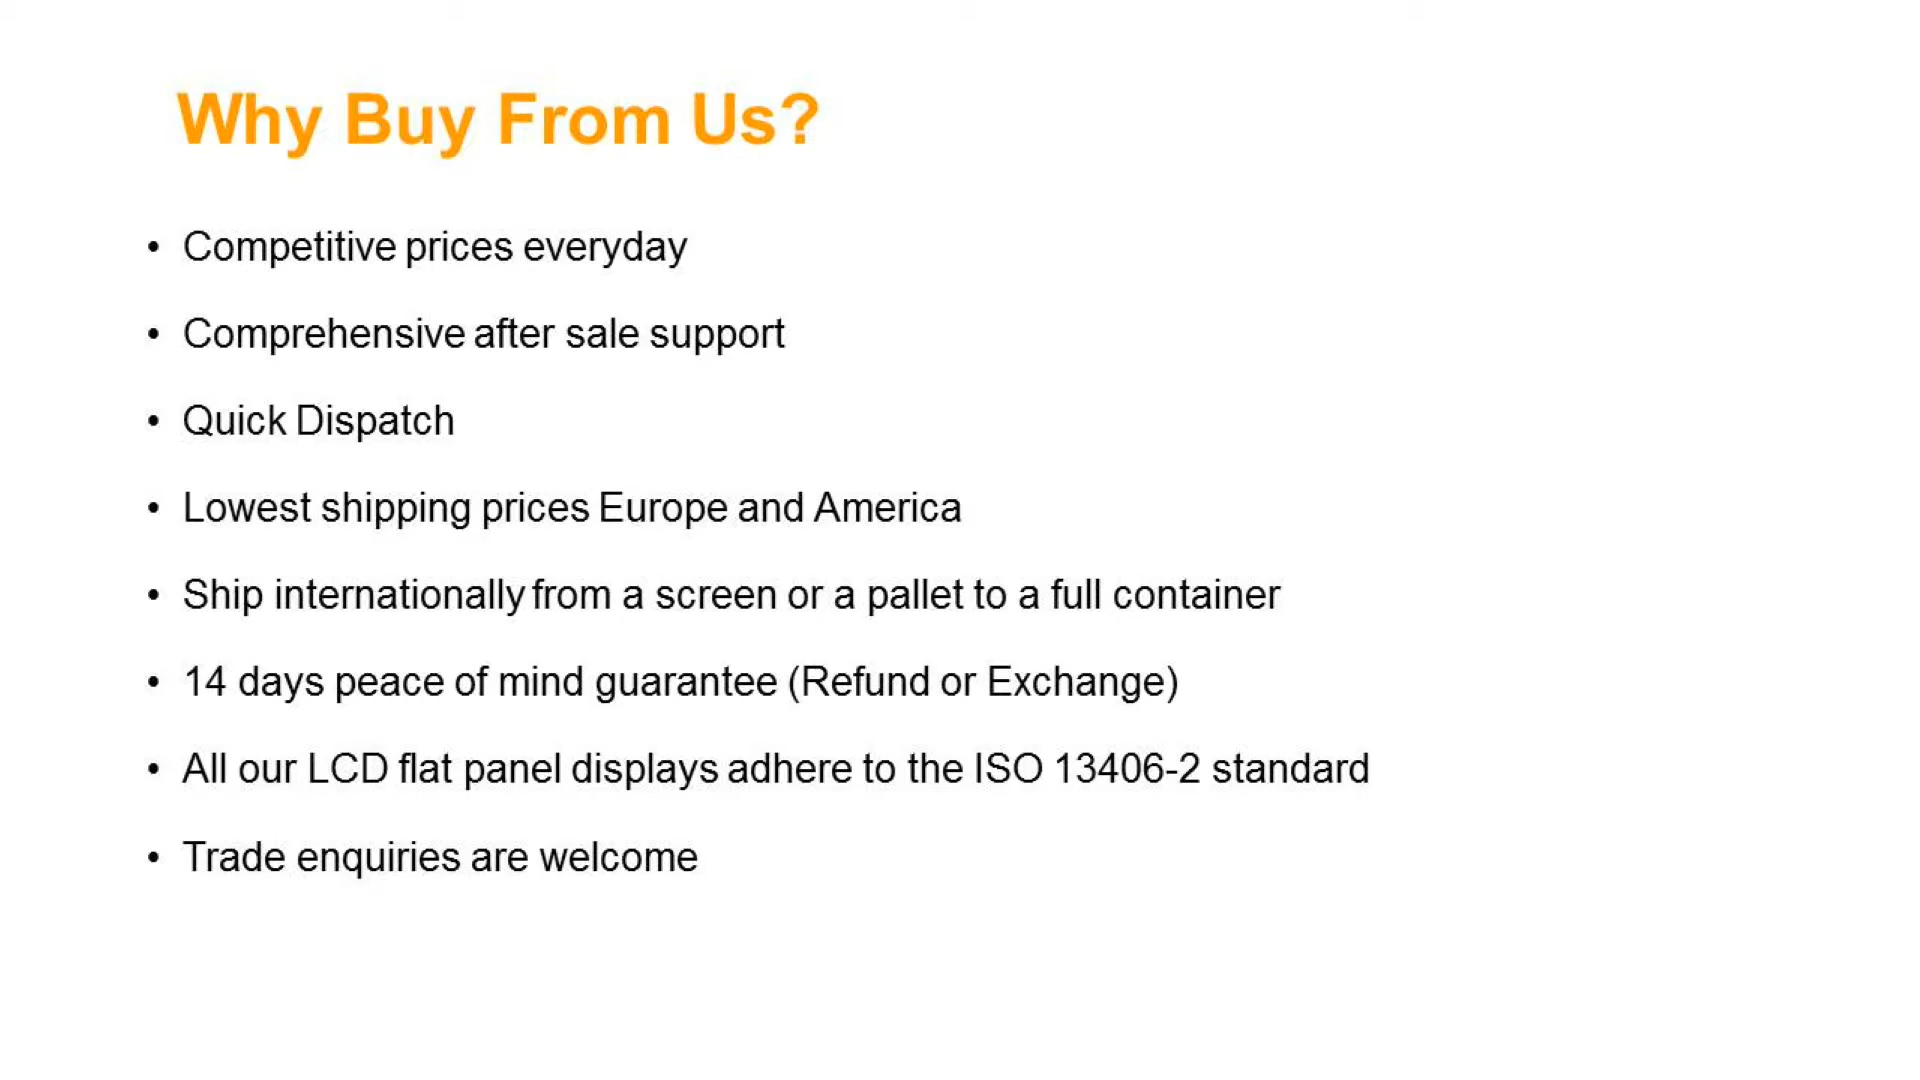 Why Buy From Us?
• Competitive prices everyday
• Comprehensive after sale support
• Quick Dispatch
• Lowest shipping prices Europe and America
• Ship internationally from a screen or a pallet to a full container
• 14 days peace of mind guarantee (Refund or Exchange)
• All our LCD flat panel displays adhere to the ISO 13406-2 standard
• Trade enquiries are welcome